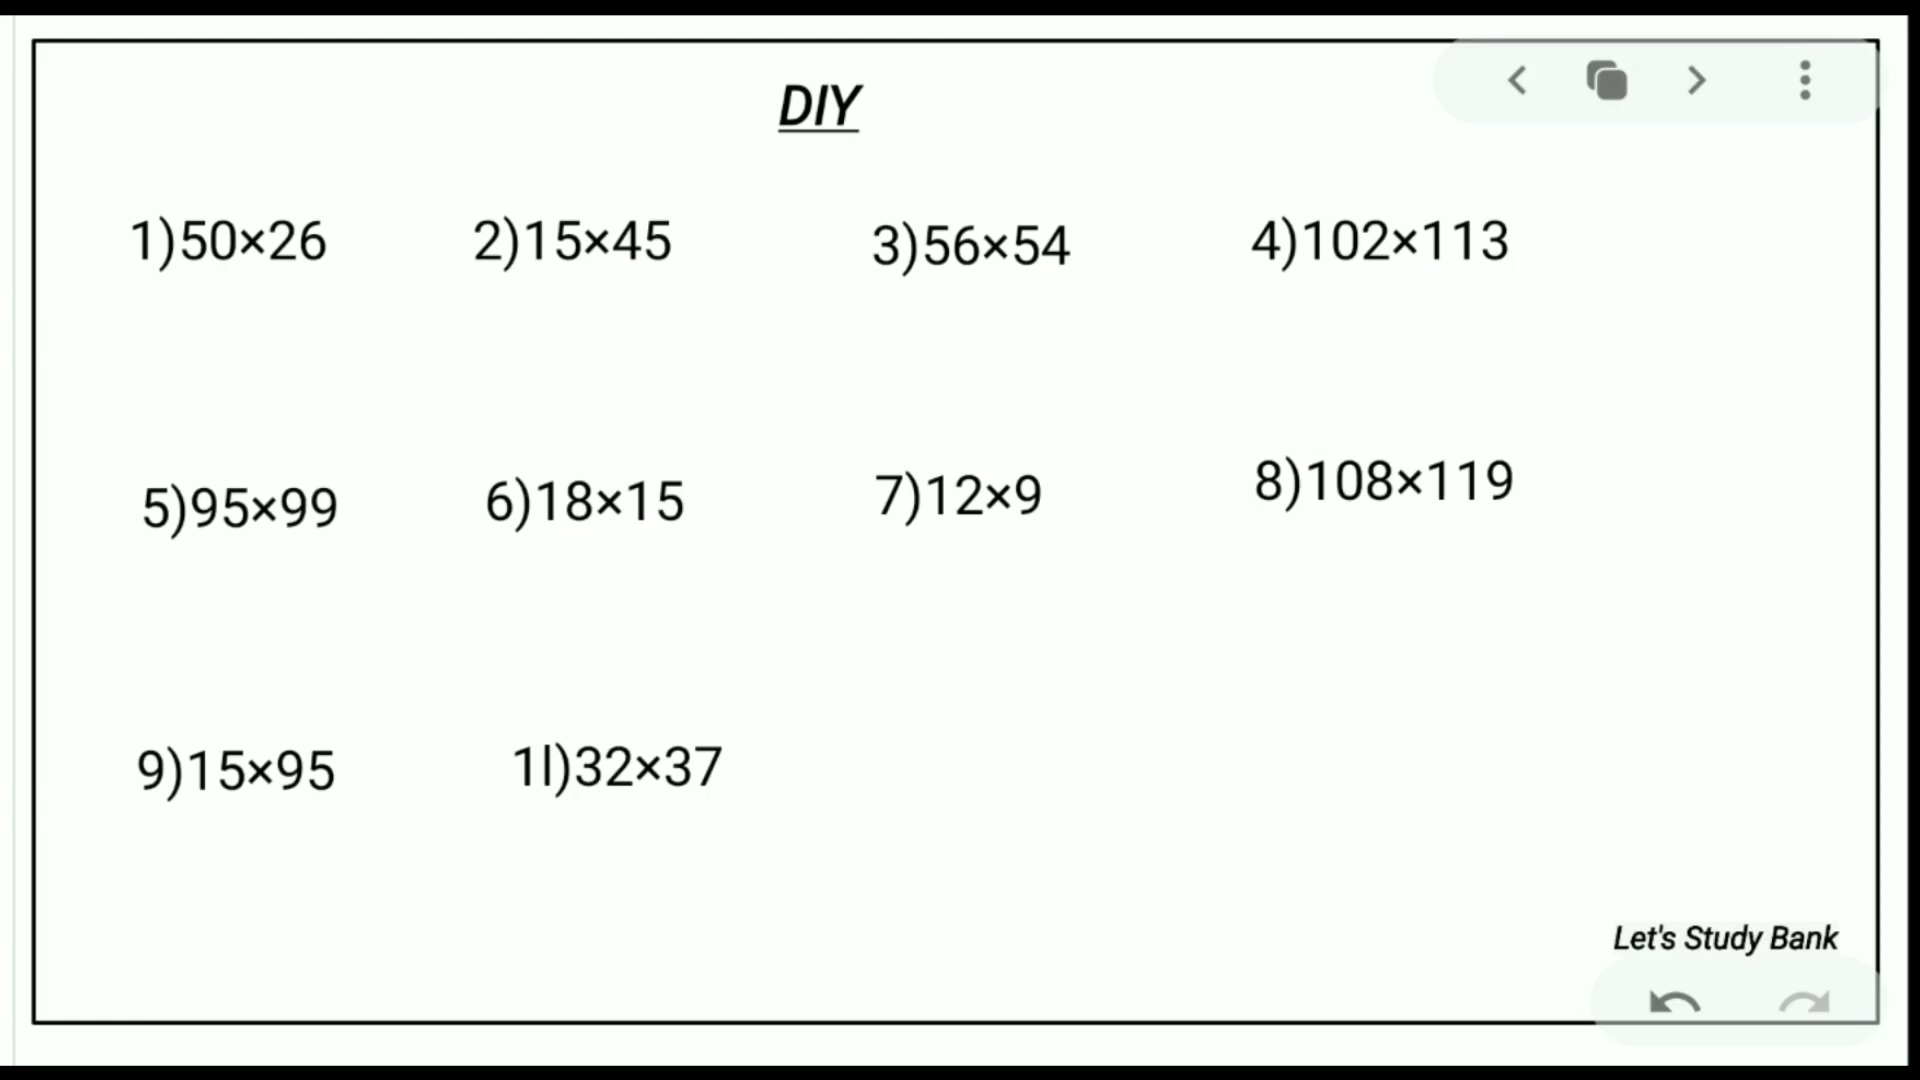 DIY
1)50×26 2)15×45 3)56×54 4)102×113
5)95×99 6)18×15 7)12×9 8)108×119
9)15×95 1l)32×37
Let's Study Bank